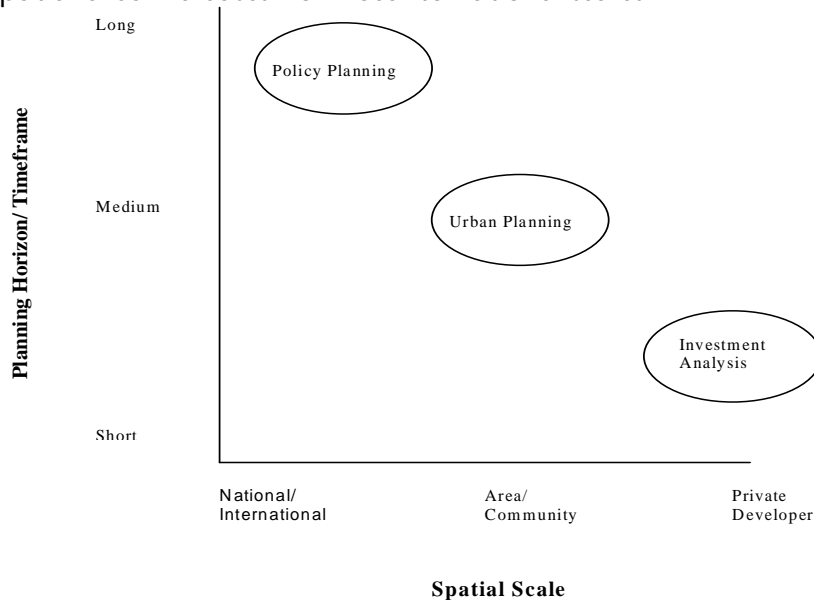 Long
Policy Planning
Planning Horizon/ Timeframe
Medium
Urban Planning
Investment
Analysis
Short
National/
International
Area/
Community
Private
Developer
Spatial Scale